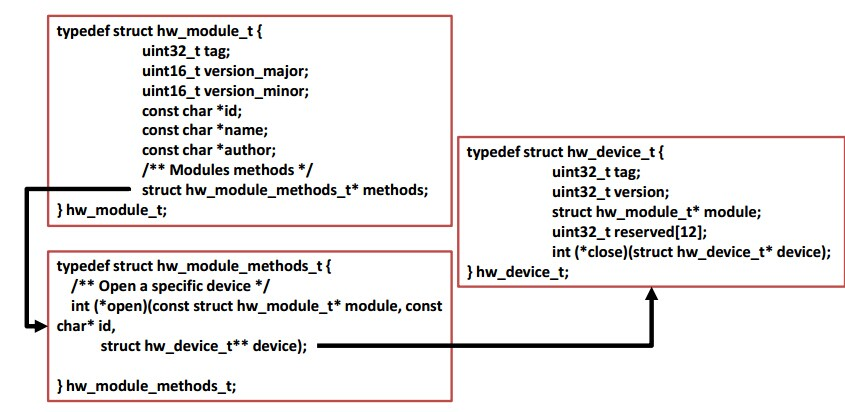 typedef struct hw_module_t {
uint32_t tag;
uint16_t version_major;
uint16_t version_minor;
const char *id;
const char *name;
const char *author;
/** Modules methods */
struct hw_module_methods_t* methods;
} hw_module_t;
typedef struct hw_module_methods_t {
/** Open a specific device */
int (*open)(const struct hw_module_t* module, const
char* id,
struct hw_device_t** device);
} hw_module_methods_t;
typedef struct hw_device_t {
uint32_t tag;
uint32_t version;
struct hw_module_t* module;
uint32_t reserved[12];
int (*close)(struct hw_device_t* device);
} hw_device_t;